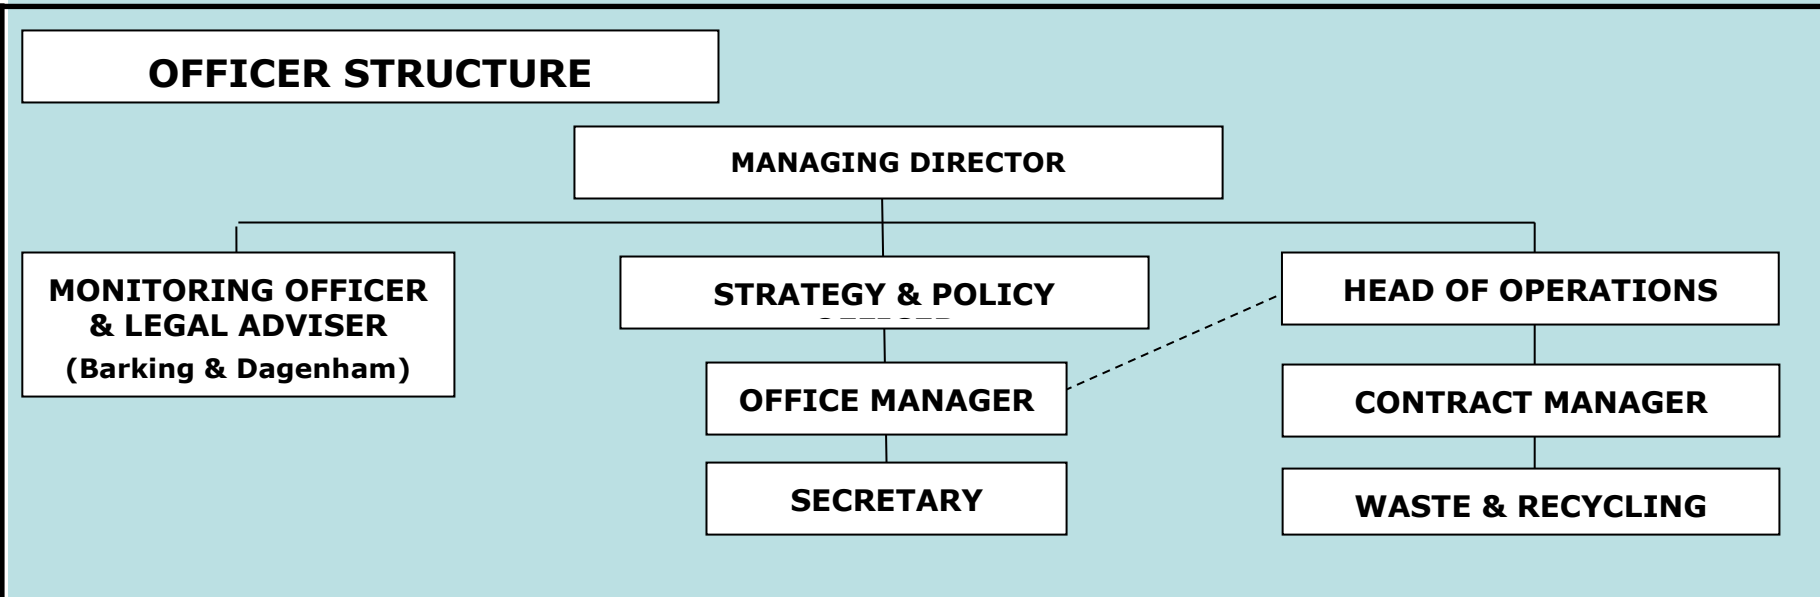 OFFICER STRUCTURE
MANAGING DIRECTOR
MONITORING OFFICER
& LEGAL ADVISER
(Barking & Dagenham)
STRATEGY & POLICY
HEAD OF OPERATIONS
OFFICE MANAGER
CONTRACT MANAGER
SECRETARY
WASTE & RECYCLING